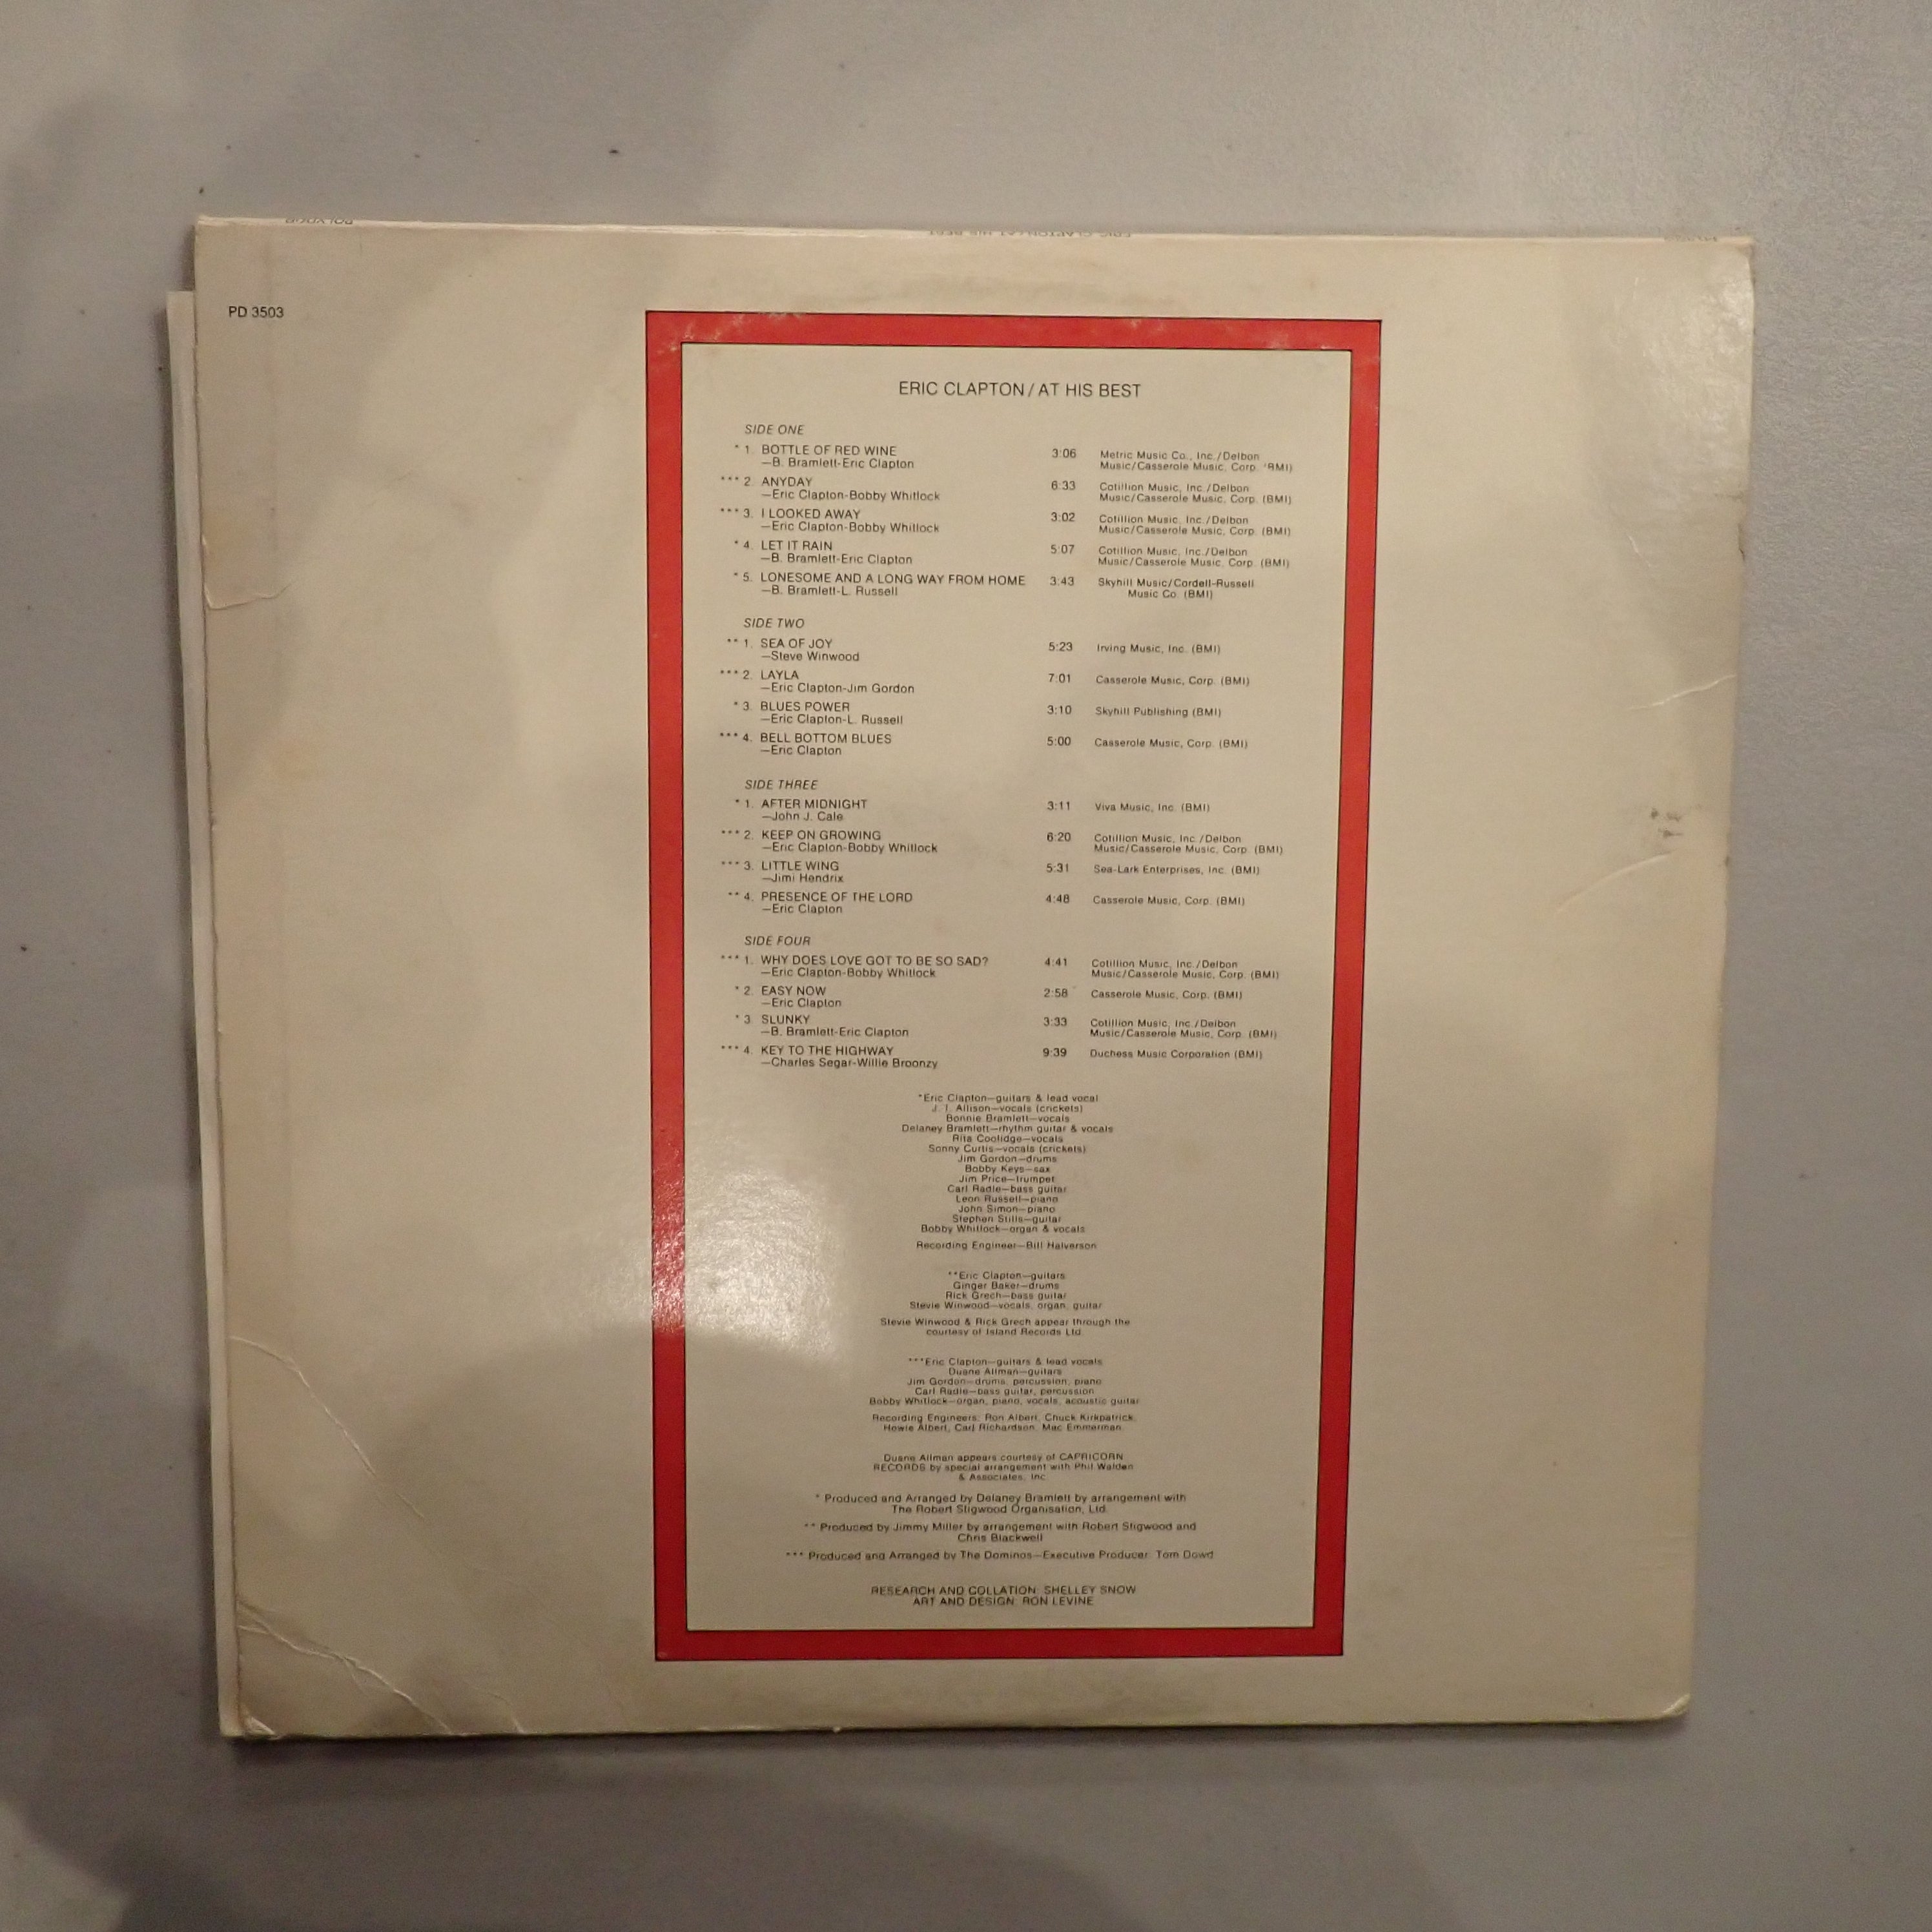 PD 3503
ERIC CLAPTON / AT HIS BEST
SIDE ONE
* 1. BOTTLE OF RED WINE 3:06 Metric Music Co., Inc./Delbon
—B. Bramlett-Eric Clapton Music/Casserole Music, Corp. (BMI)
*** 2. ANYDAY 6:33 Cotillion Music, Inc./Delbon
—Eric Clapton-Bobby Whitlock Music/Casserole Music, Corp. (BMI)
*** 3. I LOOKED AWAY 3:02 Cotillion Music, Inc./Delbon
—Eric Clapton-Bobby Whitlock Music/Casserole Music, Corp. (BMI)
* 4. LET IT RAIN 5:07 Cotillion Music, Inc./Delbon
—B. Bramlett-Eric Clapton Music/Casserole Music, Corp. (BMI)
* 5. LONESOME AND A LONG WAY FROM HOME 3:43 Skyhill Music/Cordell-Russell
—B. Bramlett-L. Russell Music Co. (BMI)
SIDE TWO
** 1. SEA OF JOY 5:23 Irving Music, Inc. (BMI)
—Steve Winwood
*** 2. LAYLA 7:01 Casserole Music, Corp. (BMI)
—Eric Clapton-Jim Gordon
* 3. BLUES POWER 3:10 Skyhill Publishing (BMI)
—Eric Clapton-L. Russell
*** 4. BELL BOTTOM BLUES 5:00 Casserole Music, Corp. (BMI)
—Eric Clapton
SIDE THREE
* 1. AFTER MIDNIGHT 3:11 Viva Music, Inc. (BMI)
—John J. Cale
*** 2. KEEP ON GROWING 6:20 Cotillion Music, Inc./Delbon
—Eric Clapton-Bobby Whitlock Music/Casserole Music, Corp. (BMI)
*** 3. LITTLE WING 5:31 Sea-Lark Enterprises, Inc. (BMI)
—Jimi Hendrix
** 4. PRESENCE OF THE LORD 4:48 Casserole Music, Corp. (BMI)
—Eric Clapton
SIDE FOUR
*** 1. WHY DOES LOVE GOT TO BE SO SAD? 4:41 Cotillion Music, Inc./Delbon
—Eric Clapton-Bobby Whitlock Music/Casserole Music, Corp. (BMI)
* 2. EASY NOW 2:58 Casserole Music, Corp. (BMI)
—Eric Clapton
* 3 SLUNKY 3:33 Cotillion Music, Inc./Delbon
—B. Bramlett-Eric Clapton Music/Casserole Music, Corp. (BMI)
*** 4. KEY TO THE HIGHWAY 9:39 Duchess Music Corporation (BMI)
—Charles Segar-Willie Broonzy
*Eric Clapton—guitars & lead vocal
J. I. Allison—vocals (crickets)
Bonnie Bramlett—vocals
Delaney Bramlett—rhythm guitar & vocals
Rita Coolidge—vocals
Sonny Curtis—vocals (crickets)
Jim Gordon—drums
Bobby Keys—sax
Jim Price—trumpet
Carl Radle—bass guitar
Leon Russell—piano
John Simon—piano
Stephen Stills—guitar
Bobby Whitlock—organ & vocals
Recording Engineer—Bill Halverson
**Eric Clapton—guitars
Ginger Baker—drums
Rick Grech—bass guitar
Stevie Winwood—vocals, organ, guitar
Stevie Winwood & Rick Grech appear through the
courtesy of Island Records Ltd.
***Eric Clapton—guitars & lead vocals
Duane Allman—guitars
Jim Gordon—drums, percussion, piano
Carl Radle—bass guitar, percussion
Bobby Whitlock—organ, piano, vocals, acoustic guitar
Recording Engineers: Ron Albert, Chuck Kirkpatrick,
Howie Albert, Carl Richardson, Mac Emmerman
Duane Allman appears courtesy of CAPRICORN
RECORDS by special arrangement with Phil Walden
& Associates, Inc.
* Produced and Arranged by Delaney Bramlett by arrangement with
The Robert Stigwood Organisation, Ltd.
** Produced by Jimmy Miller by arrangement with Robert Stigwood and
Chris Blackwell
*** Produced and Arranged by The Dominos—Executive Producer: Tom Dowd
RESEARCH AND COLLATION: SHELLEY SNOW
ART AND DESIGN: RON LEVINE